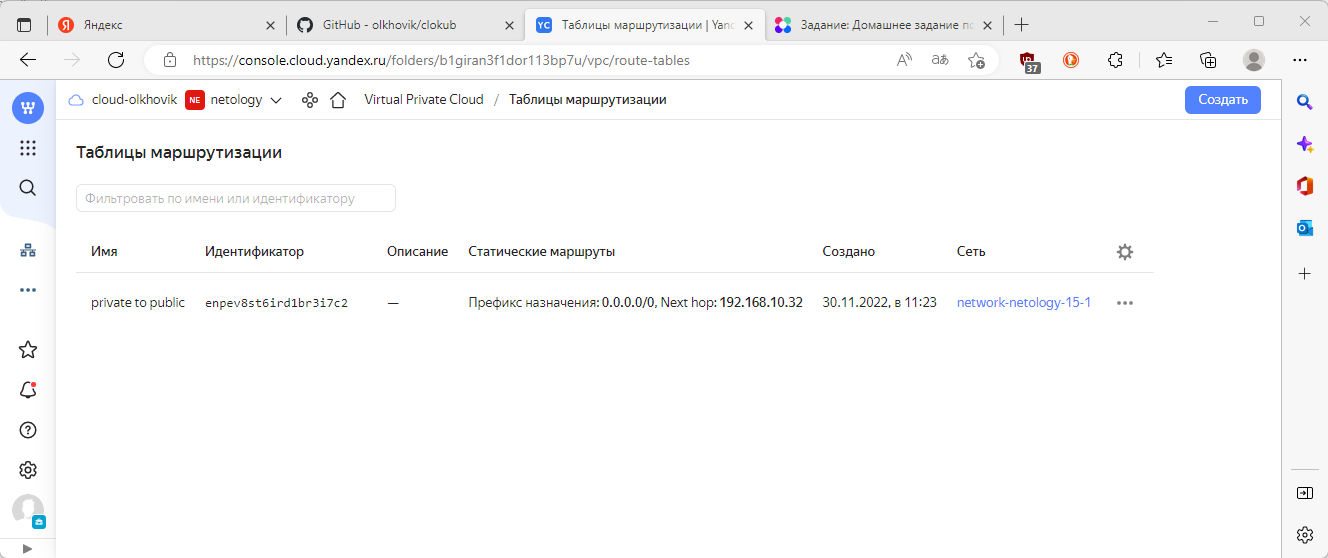 Яндекс
GitHub - olkhovik/clokub
Таблицы маршрутизации | Yand
Задание: Домашнее задание по
https://console.cloud.yandex.ru/folders/b1giran3f1dor113bp7u/vpc/route-tables
37
cloud-olkhovik NE netology Virtual Private Cloud / Таблицы маршрутизации
Создать
Таблицы маршрутизации
Фильтровать по имени или идентификатору
Имя Идентификатор Описание Статические маршруты Создано Сеть
private to public enpev8st6ird1br3i7c2 — Префикс назначения: 0.0.0.0/0, Next hop: 192.168.10.32 30.11.2022, в 11:23 network-netology-15-1